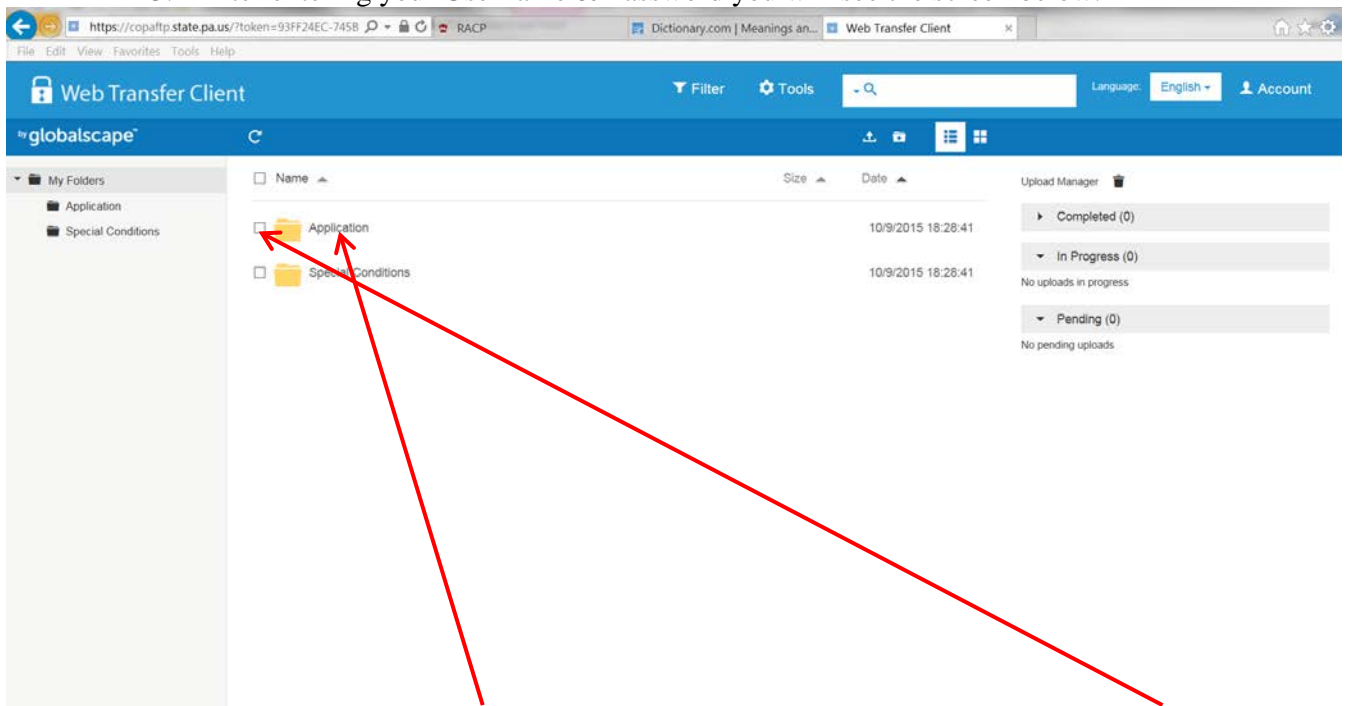 https://copaftp.state.pa.us/?token=93FF24EC-745B
RACP
Dictionary.com | Meanings an...
Web Transfer Client
File Edit View Favorites Tools Help
Web Transfer Client
Filter
Tools
Language:
English
Account
by globalscape
My Folders
Application
Special Conditions
Name
Size
Date
Application
10/9/2015 18:28:41
Special Conditions
10/9/2015 18:28:41
Upload Manager
Completed (0)
In Progress (0)
No uploads in progress
Pending (0)
No pending uploads